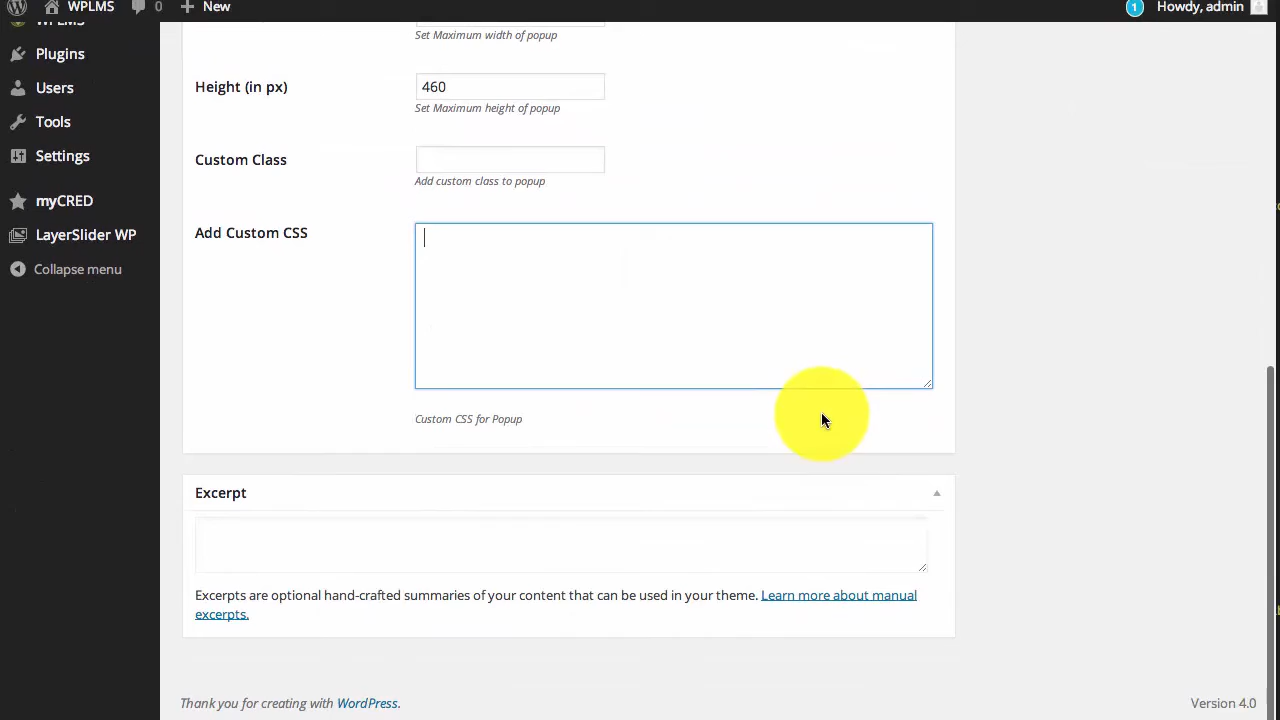 WPLMS
0
New
1
Howdy, admin
WPLMS
Plugins
Users
Tools
Settings
myCRED
LayerSlider WP
Collapse menu
Set Maximum width of popup
Height (in px)
460
Set Maximum height of popup
Custom Class
Add custom class to popup
Add Custom CSS
Custom CSS for Popup
Excerpt
Excerpts are optional hand-crafted summaries of your content that can be used in your theme. Learn more about manual
excerpts.
Thank you for creating with WordPress.
Version 4.0